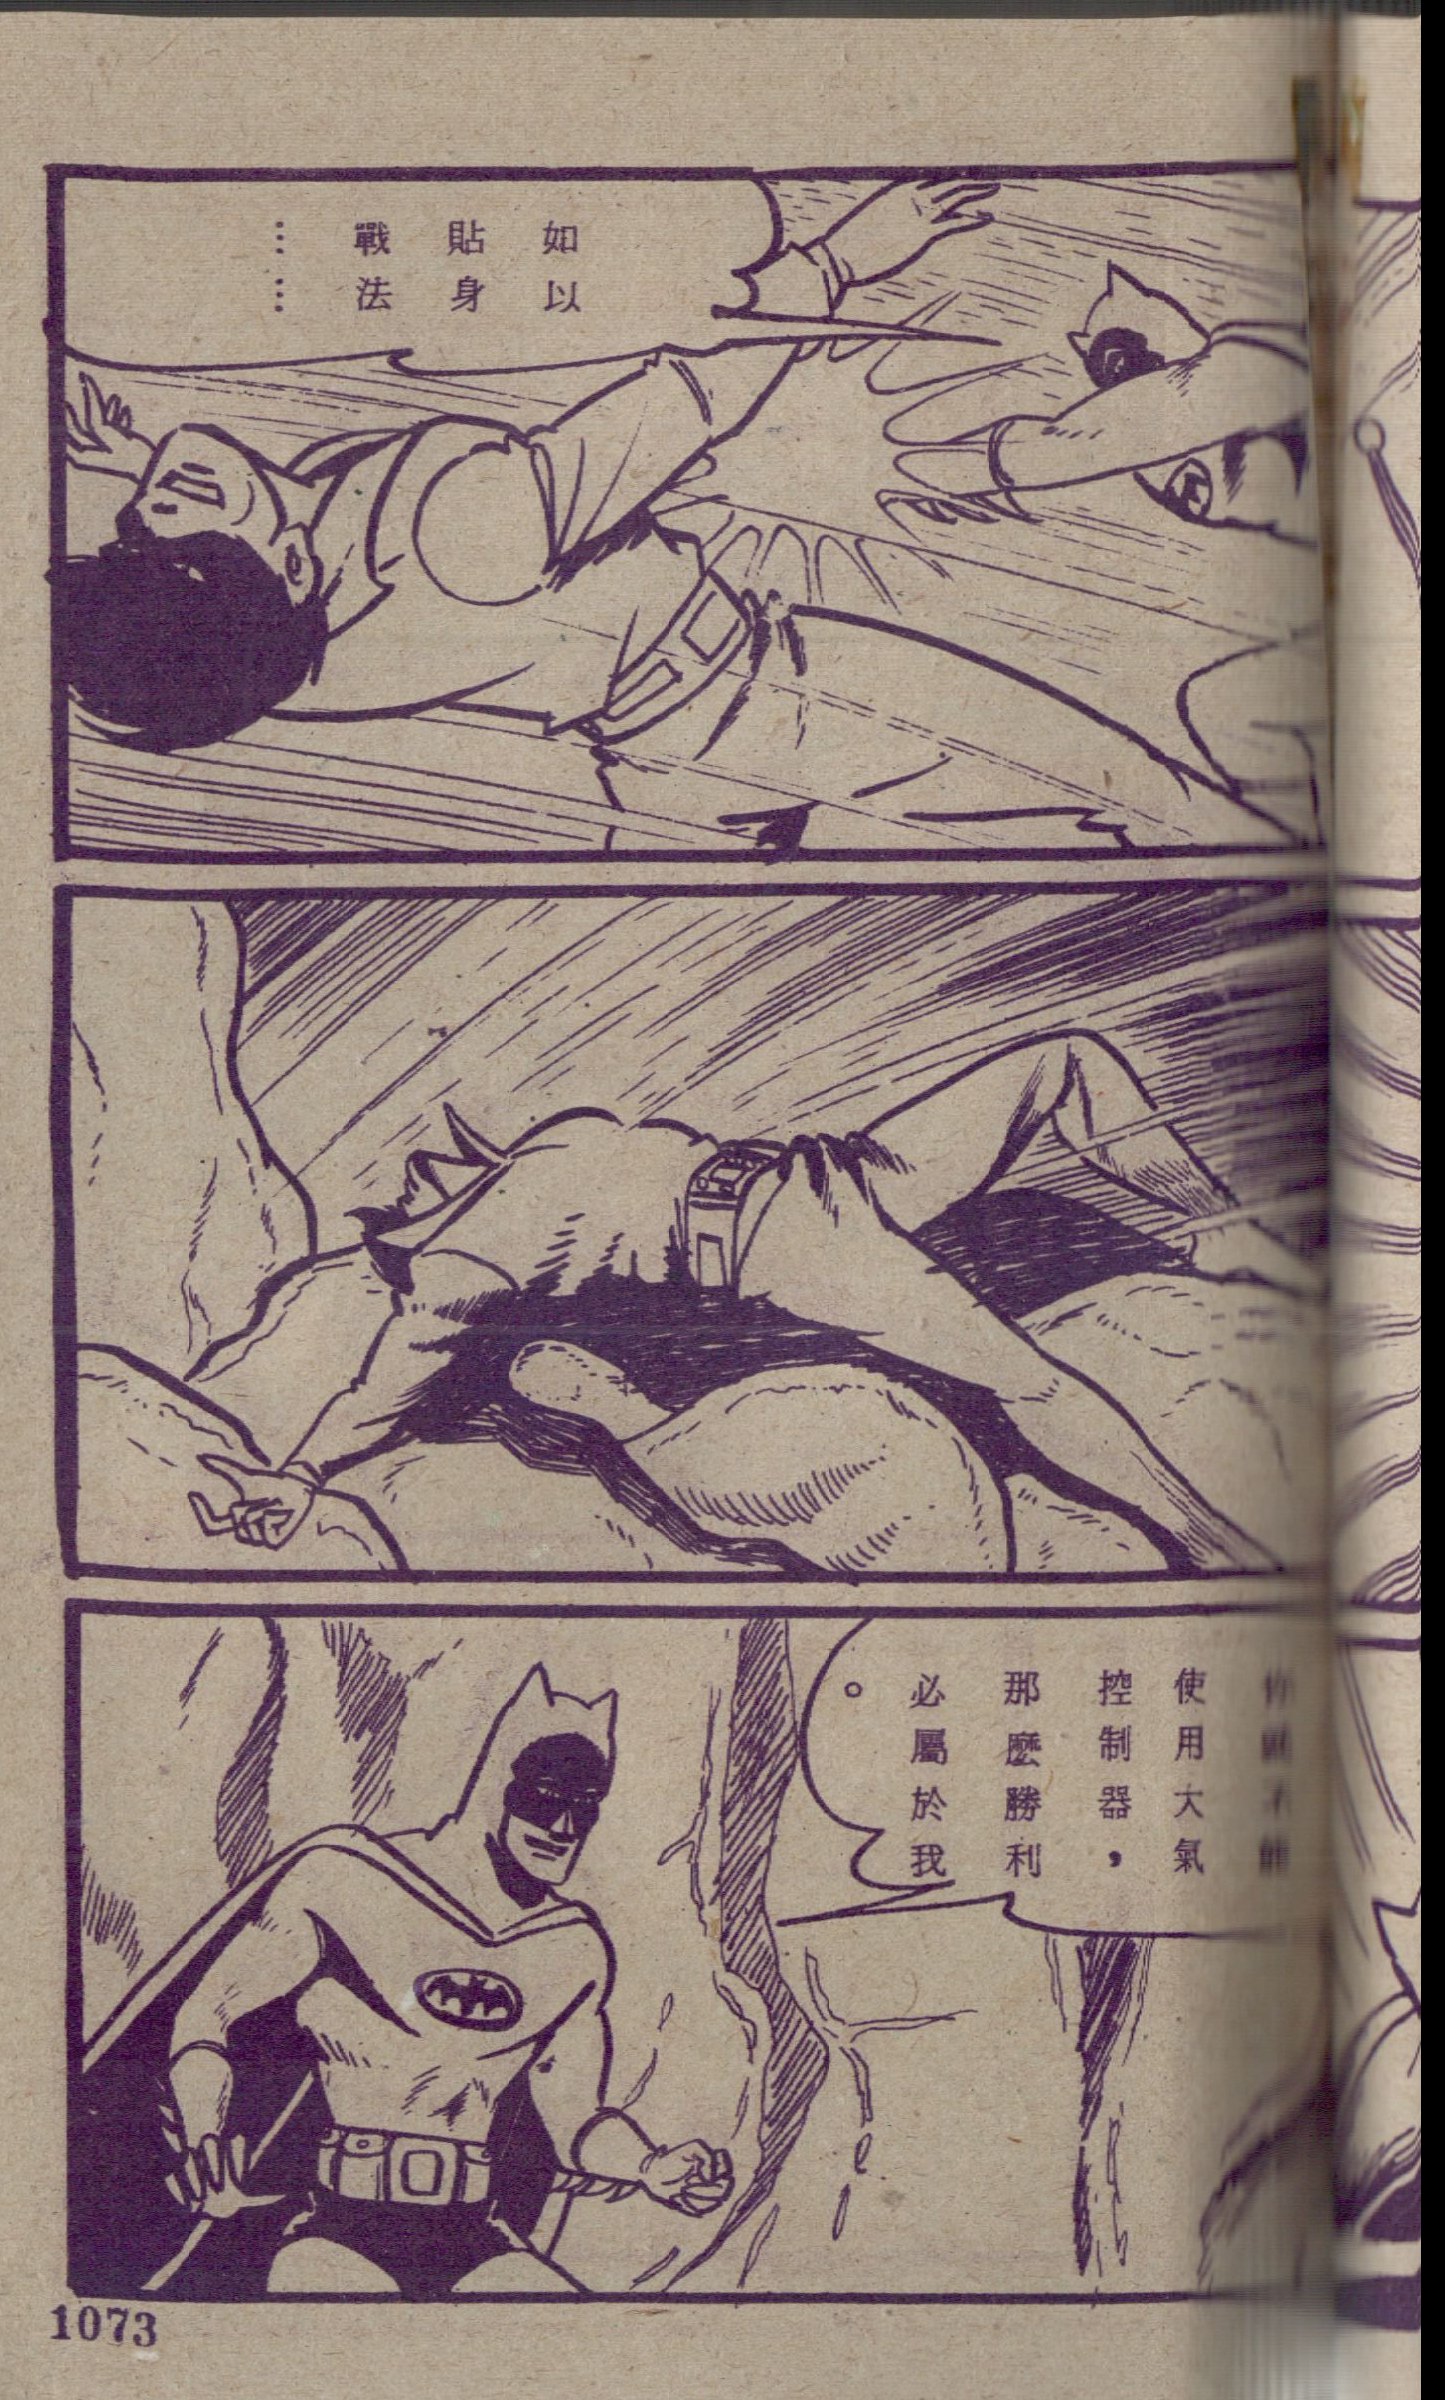 如以
貼身
戰法
……
使用大氣
控制器，
那麼勝利
必屬於我
。
1073